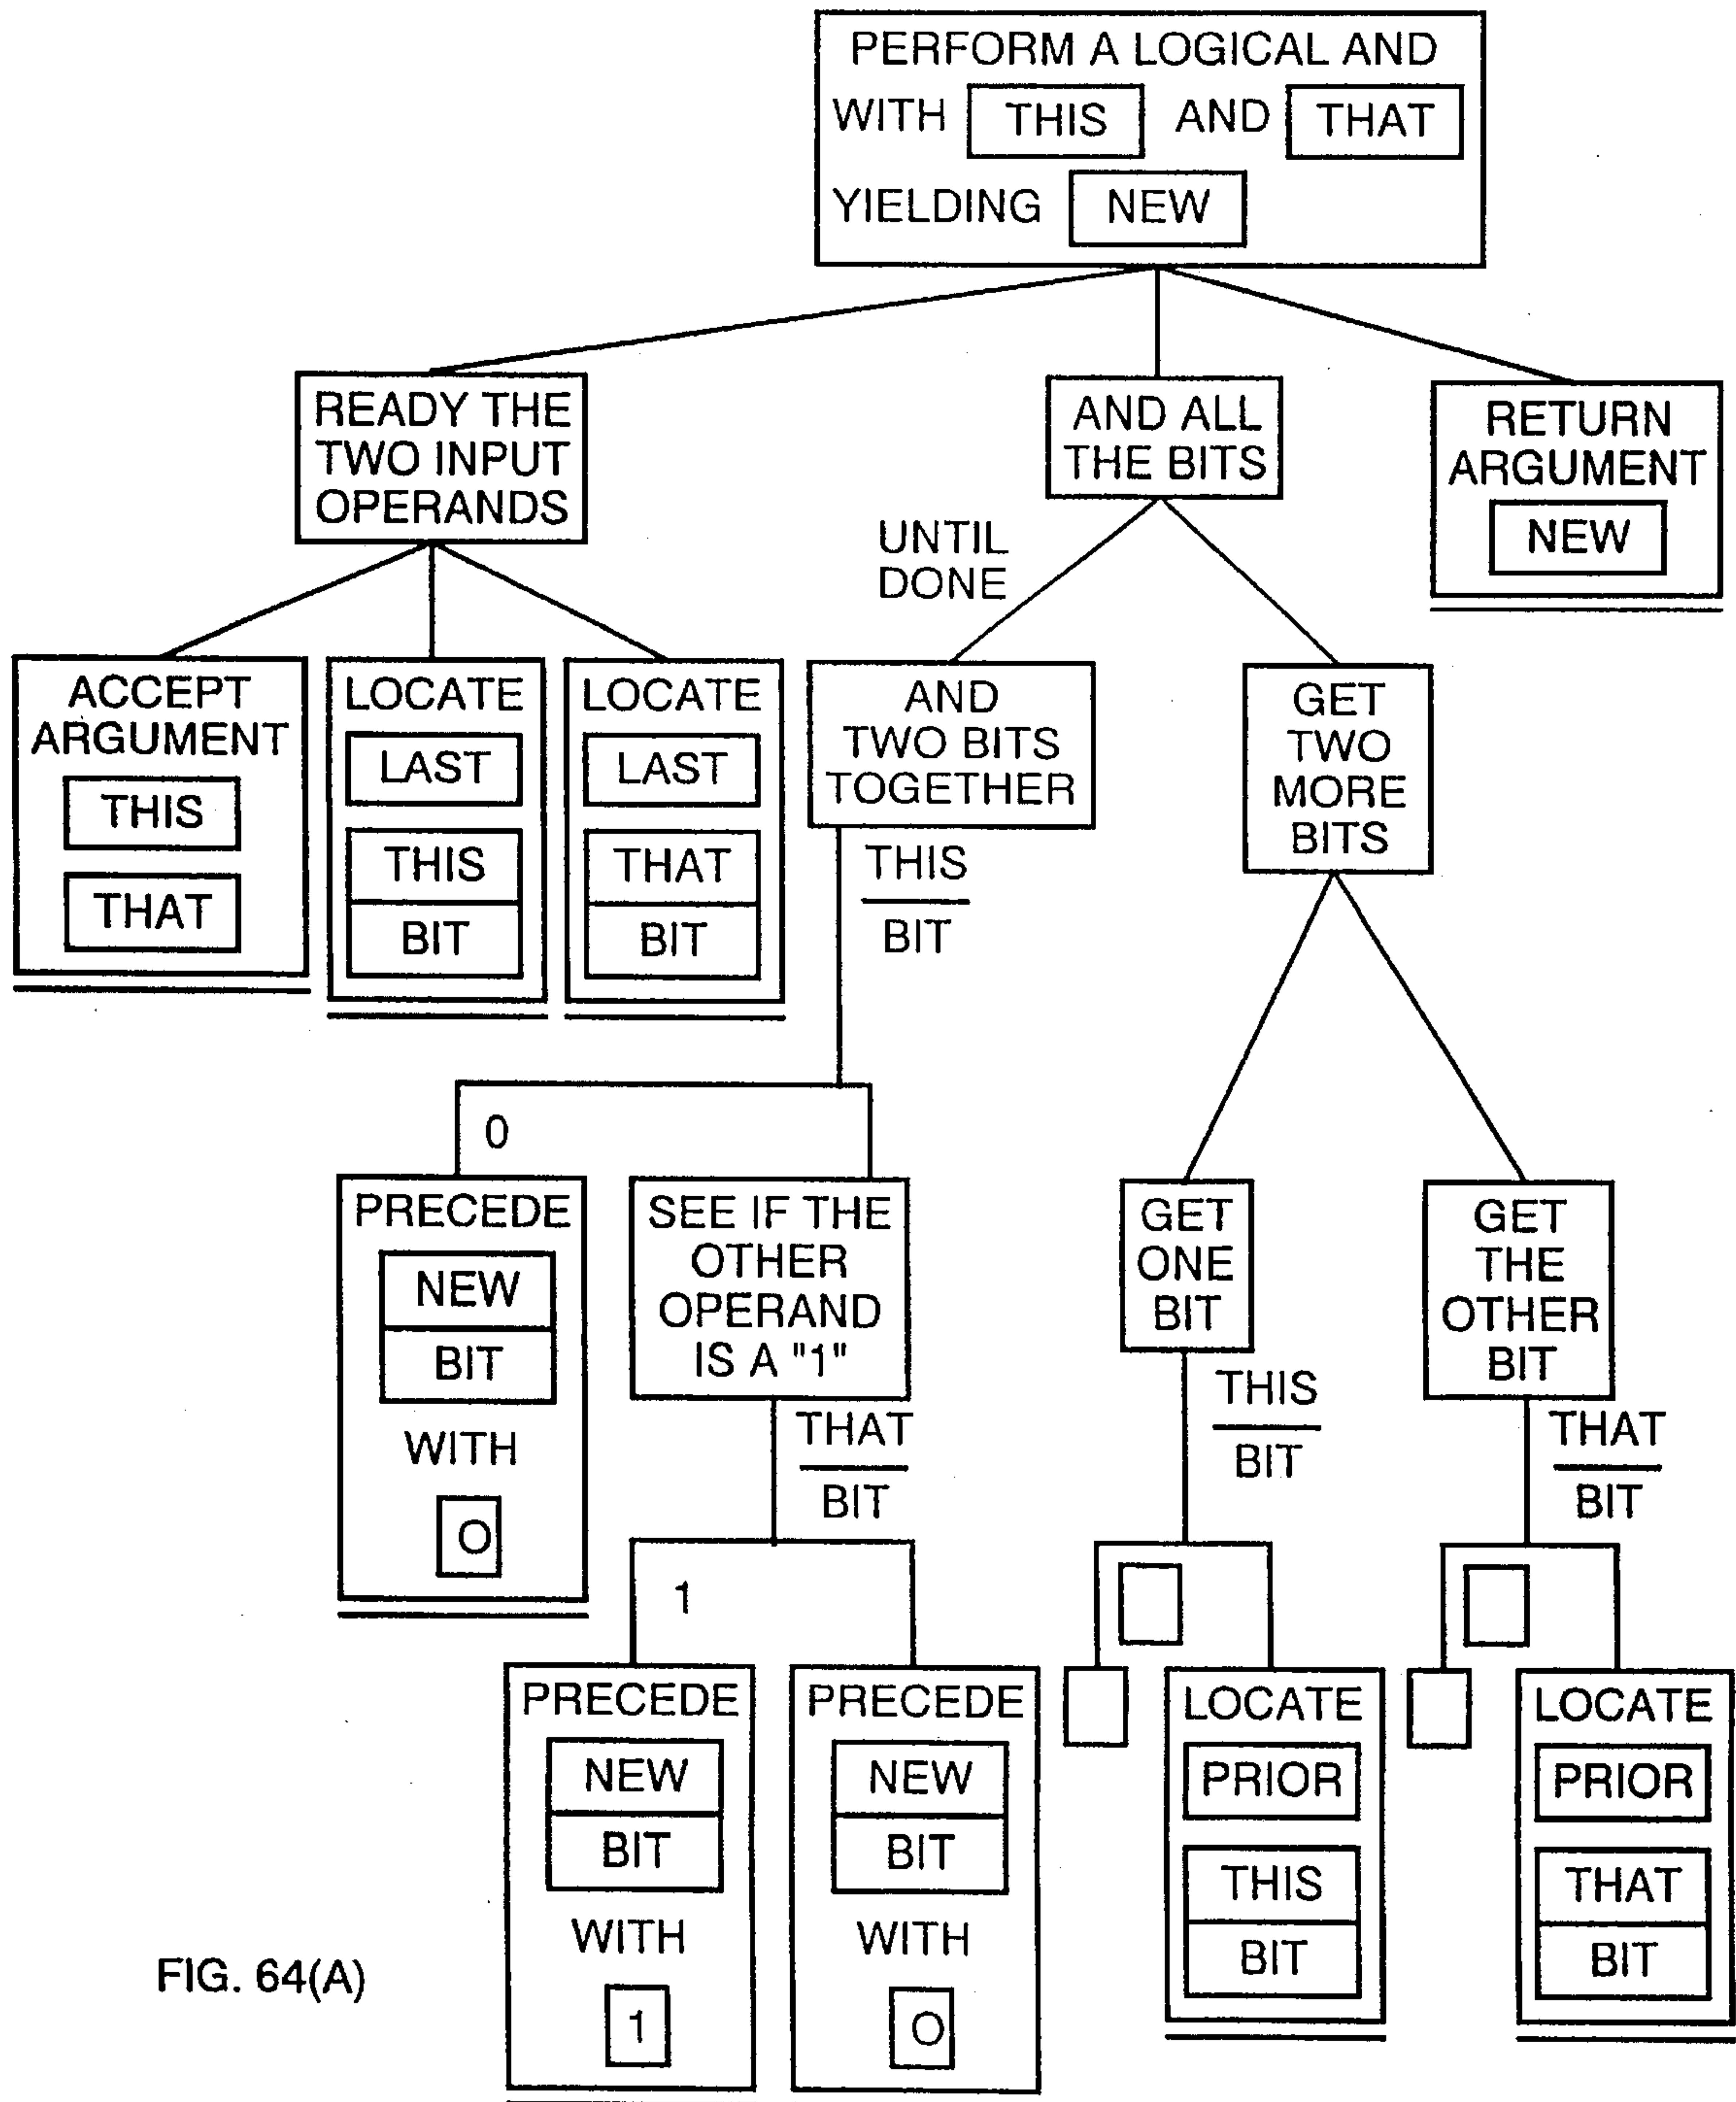 PERFORM A LOGICAL AND
WITH THIS AND THAT
YIELDING NEW
READY THE
TWO INPUT
OPERANDS
AND ALL
THE BITS
RETURN
ARGUMENT
NEW
UNTIL
DONE
ACCEPT
ARGUMENT
THIS
THAT
LOCATE
LAST
THIS
BIT
LOCATE
LAST
THAT
BIT
AND
TWO BITS
TOGETHER
THIS
BIT
GET
TWO
MORE
BITS
0
PRECEDE
NEW
BIT
WITH
0
SEE IF THE
OTHER
OPERAND
IS A "1"
THAT
BIT
GET
ONE
BIT
THIS
BIT
GET
THE
OTHER
BIT
THAT
BIT
1
PRECEDE
NEW
BIT
WITH
1
PRECEDE
NEW
BIT
WITH
0
LOCATE
PRIOR
THIS
BIT
LOCATE
PRIOR
THAT
BIT
FIG. 64(A)